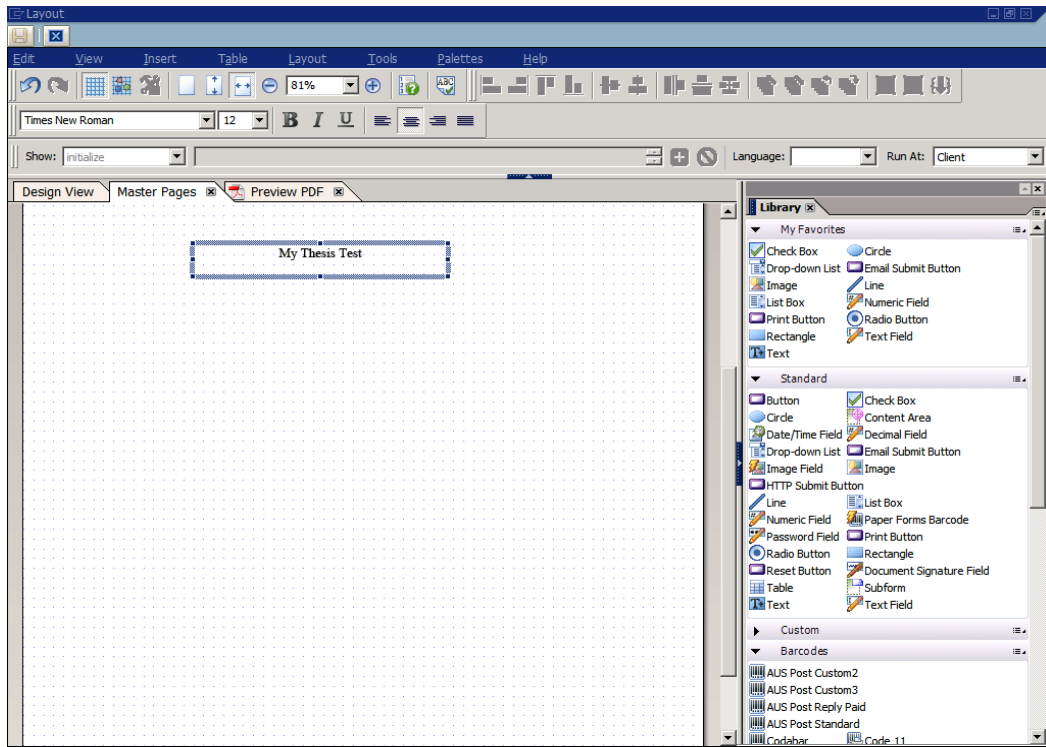 Layout
Edit View Insert Table Layout Tools Palettes Help
81% ABC
Times New Roman 12 B I U
Show: initialize Language: Run At: Client
Design View Master Pages Preview PDF
Library
My Favorites
My Thesis Test
Check Box Circle
Drop-down List Email Submit Button
Image Line
List Box Numeric Field
Print Button Radio Button
Rectangle Text Field
Text
Standard
Button Check Box
Circle Content Area
Date/Time Field Decimal Field
Drop-down List Email Submit Button
Image Field Image
HTTP Submit Button
Line List Box
Numeric Field Paper Forms Barcode
Password Field Print Button
Radio Button Rectangle
Reset Button Document Signature Field
Table Subform
Text Text Field
Custom
Barcodes
AUS Post Custom2
AUS Post Custom3
AUS Post Reply Paid
AUS Post Standard
Codabar Code 11